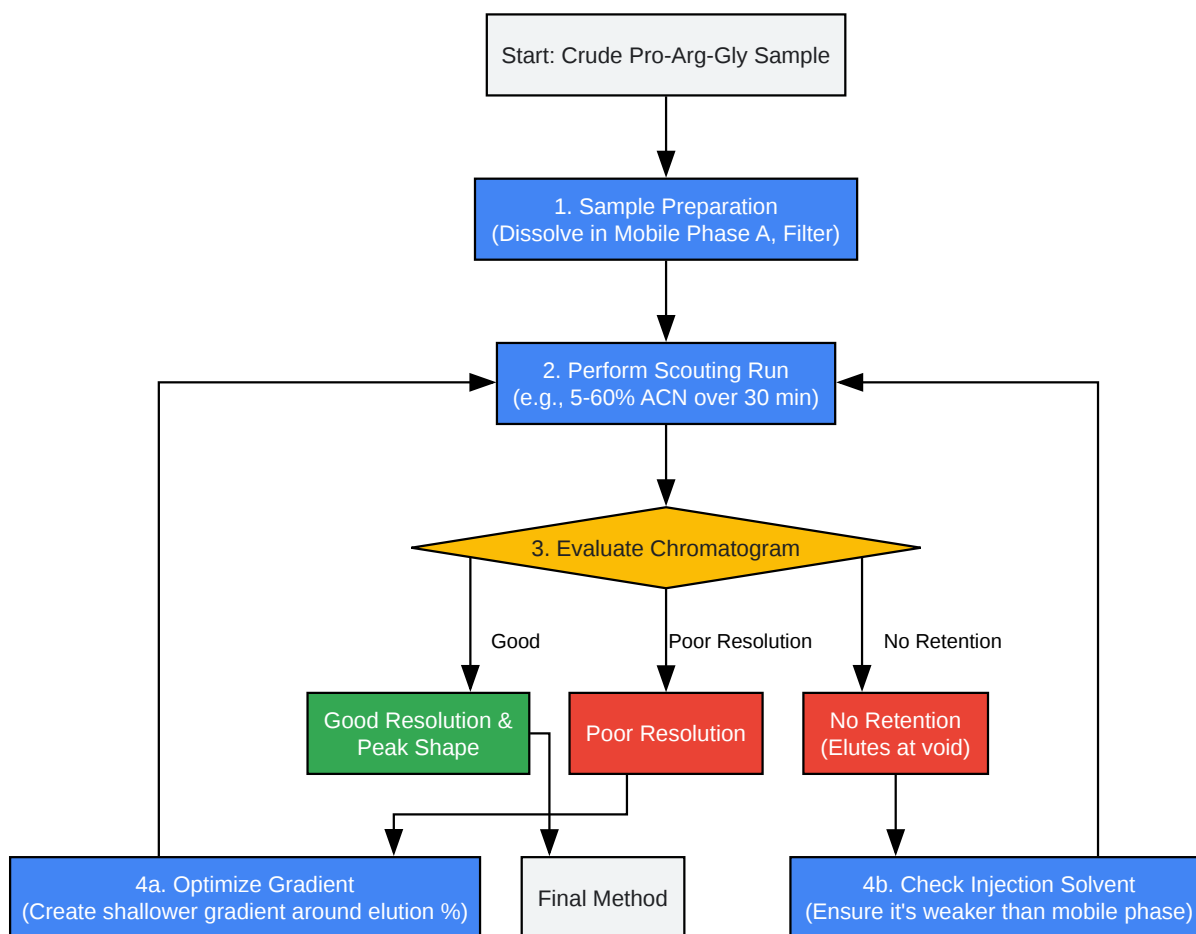 Start: Crude Pro-Arg-Gly Sample
1. Sample Preparation
(Dissolve in Mobile Phase A, Filter)
2. Perform Scouting Run
(e.g., 5-60% ACN over 30 min)
3. Evaluate Chromatogram
Good
Poor Resolution
No Retention
Good Resolution &
Peak Shape
Poor Resolution
No Retention
(Elutes at void)
4a. Optimize Gradient
(Create shallower gradient around elution %)
Final Method
4b. Check Injection Solvent
(Ensure it's weaker than mobile phase)